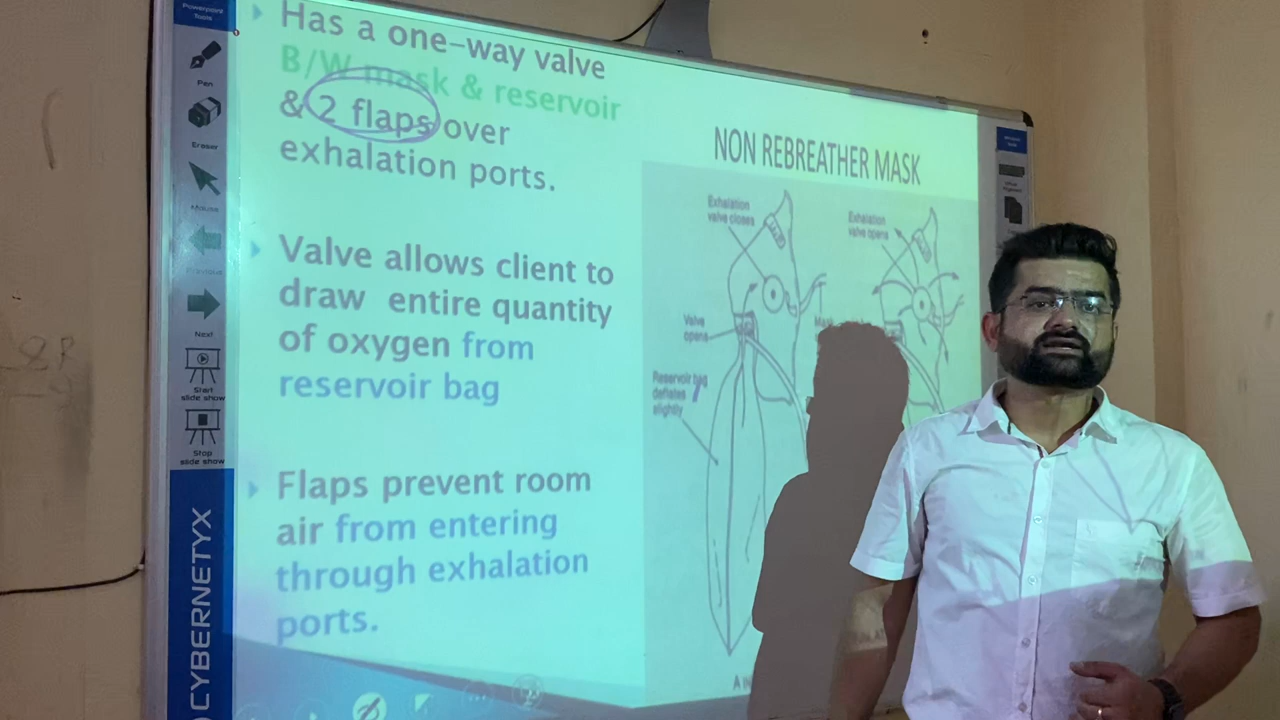 Powerpoint
Tools
Pen
Eraser
Mouse
Previous
Next
Start
slide show
Stop
slide show
CYBERNETYX
Has a one-way valve
B/W mask & reservoir
& 2 flaps over
exhalation ports.
Valve allows client to
draw entire quantity
of oxygen from
reservoir bag
Flaps prevent room
air from entering
through exhalation
ports.
NON REBREATHER MASK
Exhalation
valve closes
Exhalation
valve opens
Valve
opens
Mask
Reservoir bag
deflates
slightly